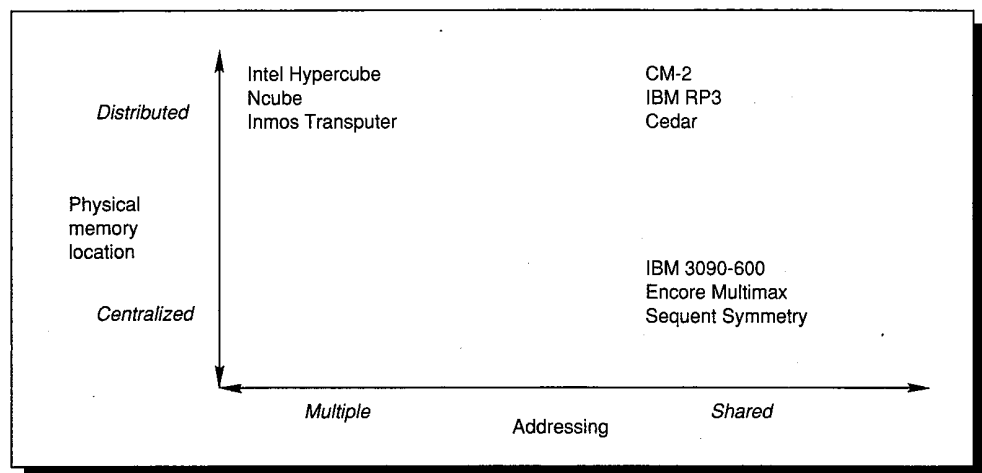 Intel Hypercube
Ncube
Inmos Transputer
CM-2
IBM RP3
Cedar
Distributed
Physical
memory
location
IBM 3090-600
Encore Multimax
Sequent Symmetry
Centralized
Multiple
Shared
Addressing